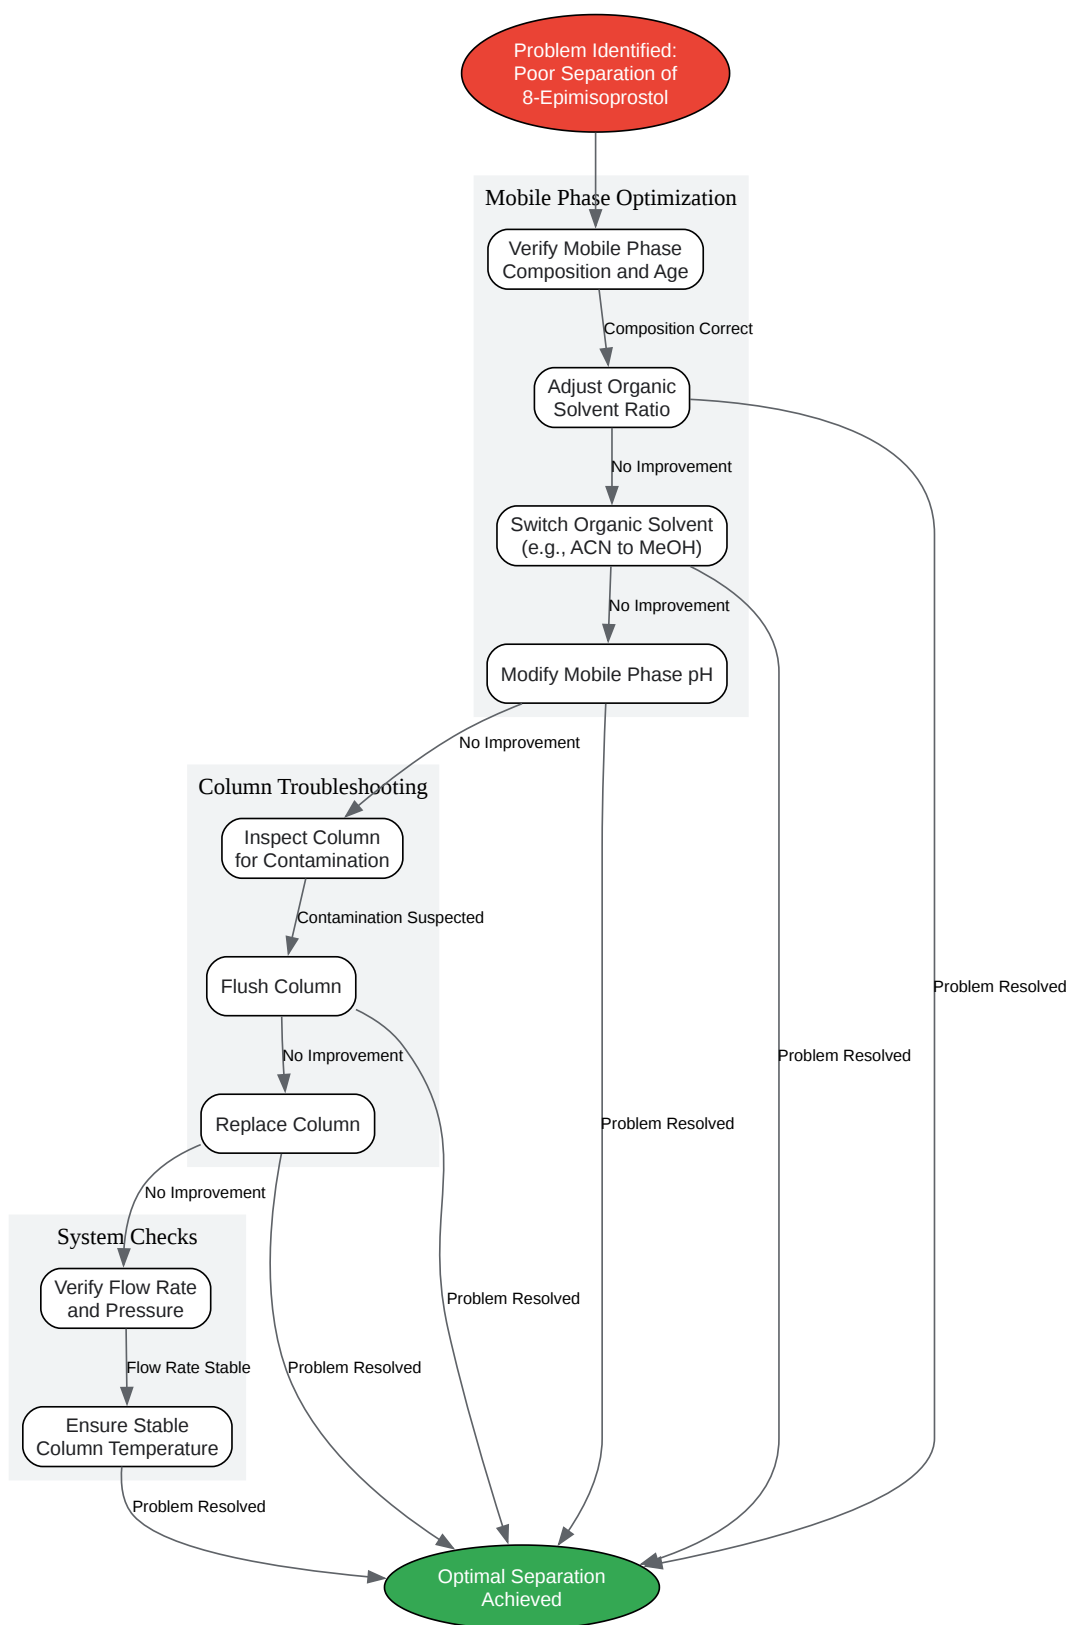 Problem Identified:
Poor Separation of
8-Epimisoprostol
Mobile Phase Optimization
Verify Mobile Phase
Composition and Age
Composition Correct
Adjust Organic
Solvent Ratio
No Improvement
Switch Organic Solvent
(e.g., ACN to MeOH)
No Improvement
Modify Mobile Phase pH
No Improvement
Column Troubleshooting
Inspect Column
for Contamination
Contamination Suspected
Flush Column
Problem Resolved
No Improvement
Problem Resolved
Replace Column
Problem Resolved
No Improvement
System Checks
Verify Flow Rate
and Pressure
Problem Resolved
Flow Rate Stable
Problem Resolved
Ensure Stable
Column Temperature
Problem Resolved
Optimal Separation
Achieved